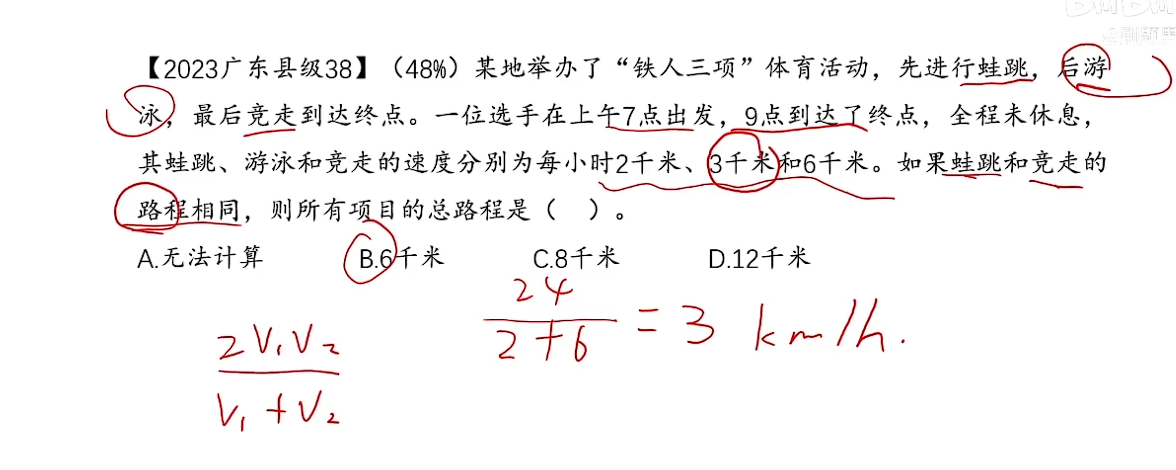 【2023广东县级38】（48%）某地举办了“铁人三项”体育活动，先进行蛙跳，后游
泳，最后竞走到达终点。一位选手在上午7点出发，9点到达了终点，全程未休息，
其蛙跳、游泳和竞走的速度分别为每小时2千米、3千米和6千米。如果蛙跳和竞走的
路程相同，则所有项目的总路程是（ ）。
A.无法计算 B.6千米 C.8千米 D.12千米
24
2+6 = 3 km/h.
2V₁V₂
V₁+V₂